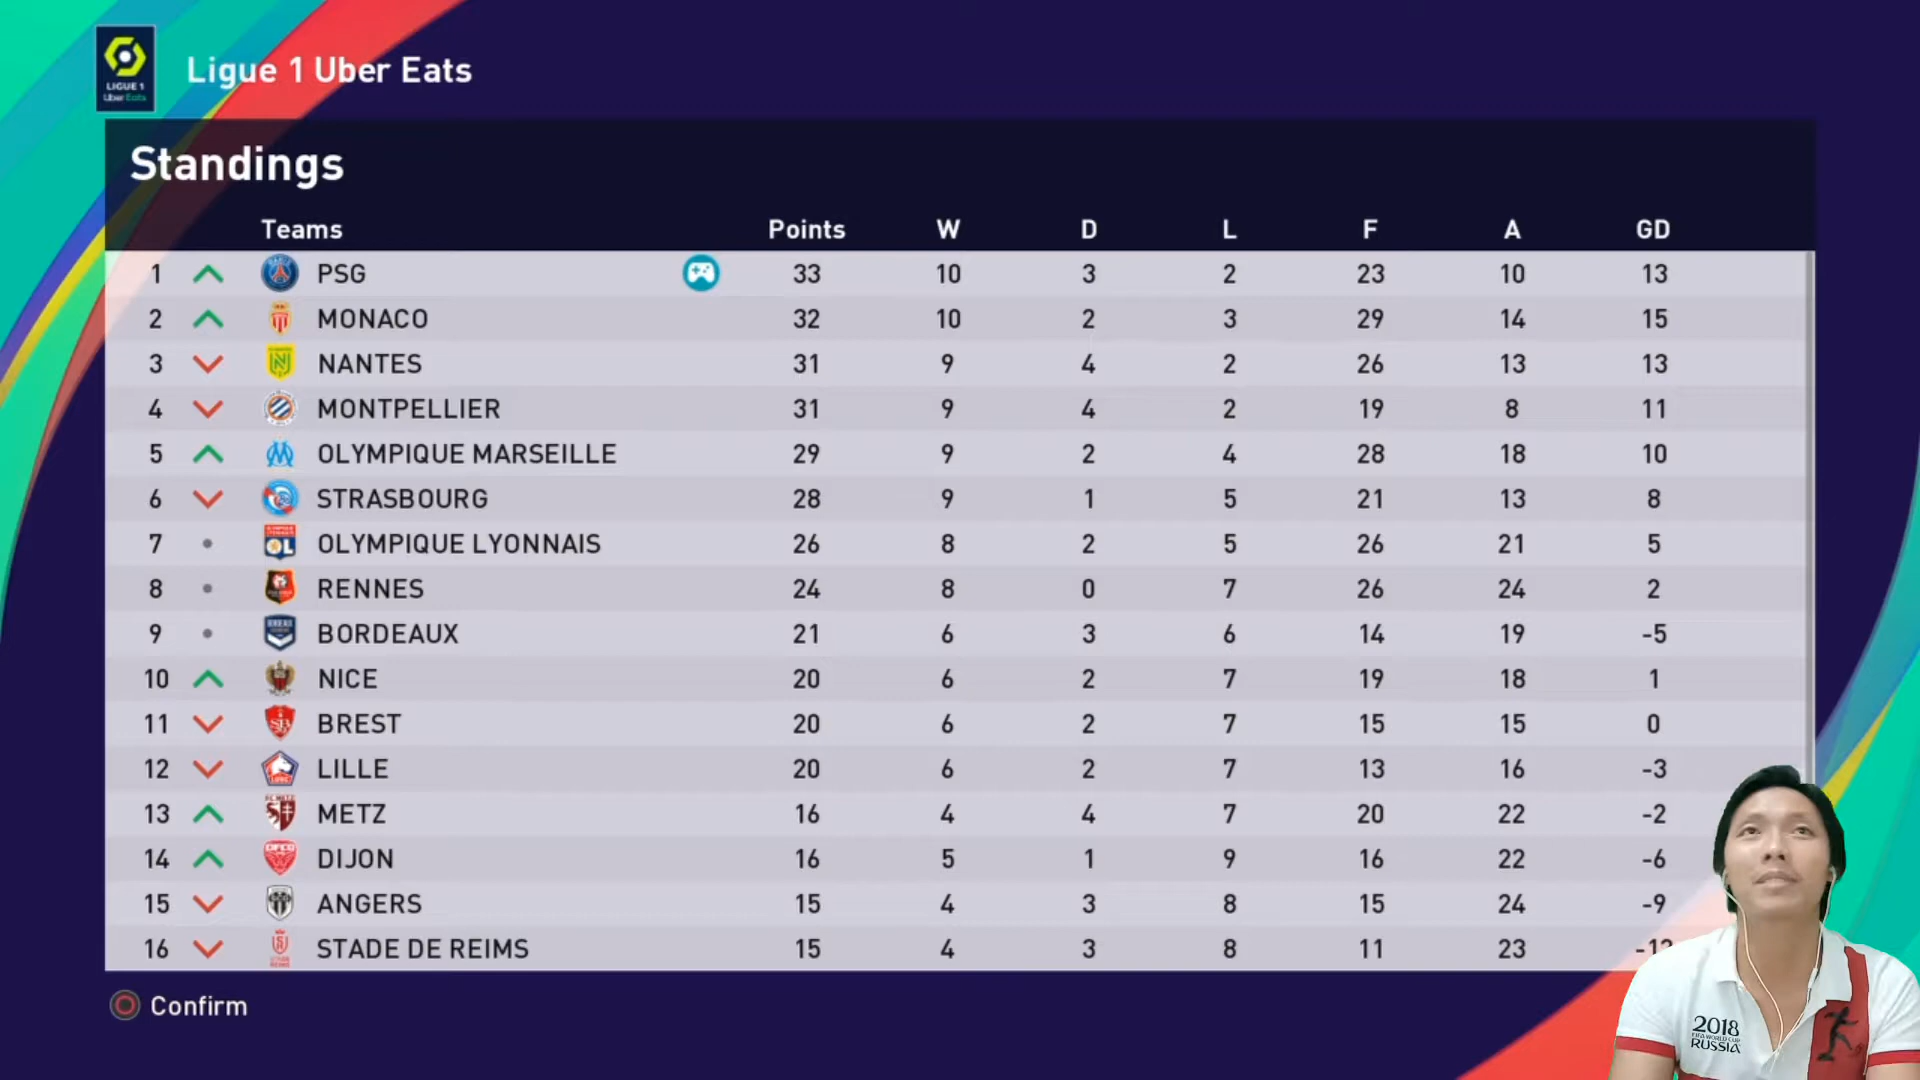 LIGUE 1
Uber Eats
Ligue 1 Uber Eats
Standings
Teams Points W D L F A GD
1 PSG 33 10 3 2 23 10 13
2 MONACO 32 10 2 3 29 14 15
3 NANTES 31 9 4 2 26 13 13
4 MONTPELLIER 31 9 4 2 19 8 11
5 OLYMPIQUE MARSEILLE 29 9 2 4 28 18 10
6 STRASBOURG 28 9 1 5 21 13 8
7 OLYMPIQUE LYONNAIS 26 8 2 5 26 21 5
8 RENNES 24 8 0 7 26 24 2
9 BORDEAUX 21 6 3 6 14 19 -5
10 NICE 20 6 2 7 19 18 1
11 BREST 20 6 2 7 15 15 0
12 LILLE 20 6 2 7 13 16 -3
13 METZ 16 4 4 7 20 22 -2
14 DIJON 16 5 1 9 16 22 -6
15 ANGERS 15 4 3 8 15 24 -9
16 STADE DE REIMS 15 4 3 8 11 23 -12
Confirm
2018
FIFA WORLD CUP
RUSSIA